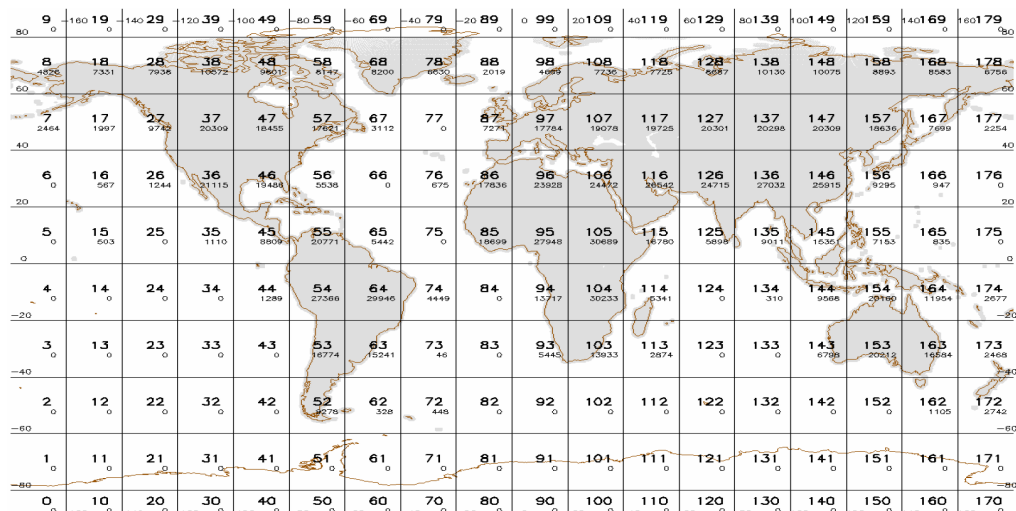 9 -160 19 -140 29 -120 39 -100 49 -80 59 -60 69 -40 79 -20 89 0 99 20 109 40 119 60 129 80 139 100 149 120 159 140 169 160 179
0 0 0 0 0 0 0 0 0 0 0 0 0 0 0 0 0 0
80 80
8 18 28 38 48 58 68 78 88 98 108 118 128 138 148 158 168 178
4826 7331 7938 10672 9801 8147 8200 6630 2019 4699 7736 7725 8687 10130 10075 8893 8583 6756
60 60
7 17 27 37 47 57 67 77 87 97 107 117 127 137 147 157 167 177
2464 1997 9742 20309 18455 17621 3112 0 7271 17784 19078 19725 20301 20298 20309 18636 7699 2254
40 40
6 16 26 36 46 56 66 76 86 96 106 116 126 136 146 156 166 176
0 567 1244 21115 19486 5538 0 675 17836 23928 24472 26542 24715 27032 25915 9295 947 0
20 20
5 15 25 35 45 55 65 75 85 95 105 115 125 135 145 155 165 175
0 503 0 1110 8809 20771 5442 0 18699 27948 30689 16780 5898 9011 15351 7153 835 0
0 0
4 14 24 34 44 54 64 74 84 94 104 114 124 134 144 154 164 174
0 0 0 0 1289 27366 29946 4449 0 13717 30233 5341 0 310 9568 20160 11954 2677
-20 -20
3 13 23 33 43 53 63 73 83 93 103 113 123 133 143 153 163 173
0 0 0 0 0 16774 15241 46 0 5445 13933 2874 0 0 6798 20212 16584 2468
-40 -40
2 12 22 32 42 52 62 72 82 92 102 112 122 132 142 152 162 172
0 0 0 0 0 9278 328 448 0 0 0 0 0 0 0 0 1105 2742
-60 -60
1 11 21 31 41 51 61 71 81 91 101 111 121 131 141 151 161 171
0 0 0 0 0 0 0 0 0 0 0 0 0 0 0 0 0 0
-80 -80
0 10 20 30 40 50 60 70 80 90 100 110 120 130 140 150 160 170